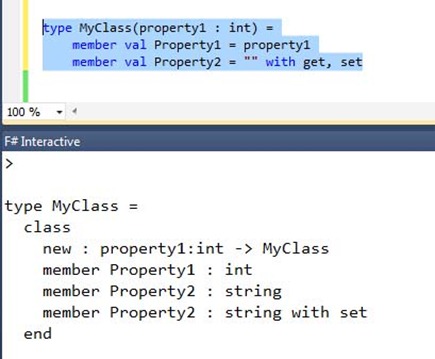 type MyClass(property1 : int) =
    member val Property1 = property1
    member val Property2 = "" with get, set
100 %
F# Interactive
>
type MyClass =
  class
    new : property1:int -> MyClass
    member Property1 : int
    member Property2 : string
    member Property2 : string with set
  end